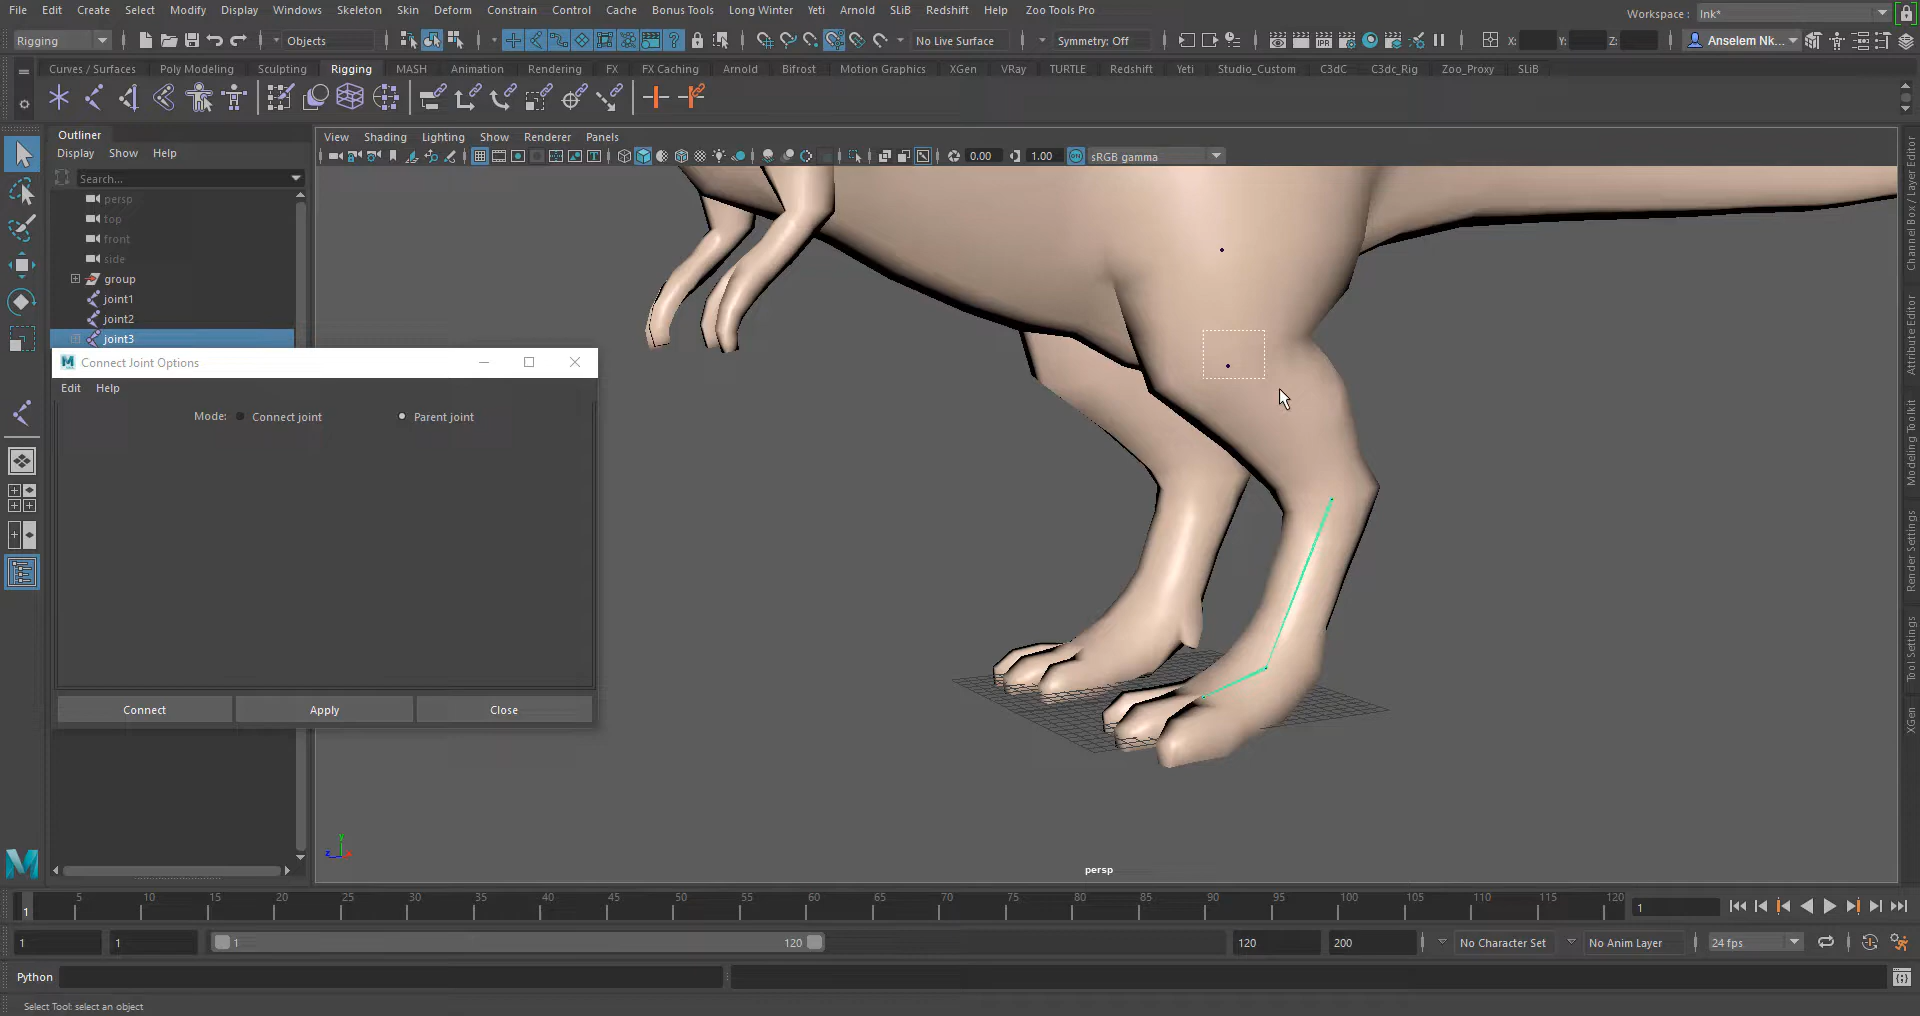 File Edit Create Select Modify Display Windows Skeleton Skin Deform Constrain Control Cache Bonus Tools Long Winter Yeti Arnold SLiB Redshift Help Zoo Tools Pro Workspace : Ink*
Rigging Objects No Live Surface Symmetry: Off X: Y: Z: Anselem Nk...
Curves / Surfaces Poly Modeling Sculpting Rigging MASH Animation Rendering FX FX Caching Arnold Bifrost Motion Graphics XGen VRay TURTLE Redshift Yeti Studio_Custom C3dC C3dc_Rig Zoo_Proxy SLiB
Outliner
Display Show Help
Search...
persp
top
front
side
group
joint1
joint2
joint3
View Shading Lighting Show Renderer Panels
0.00 1.00 sRGB gamma
Connect Joint Options
Edit Help
Mode: Connect joint Parent joint
Connect Apply Close
y
z
persp
Channel Box / Layer Editor
Attribute Editor
Modeling Toolkit
Render Settings
Tool Settings
XGen
1 5 10 15 20 25 30 35 40 45 50 55 60 65 70 75 80 85 90 95 100 105 110 115 120 1
1 1 1 120 120 200 No Character Set No Anim Layer 24 fps
Python
Select Tool: select an object